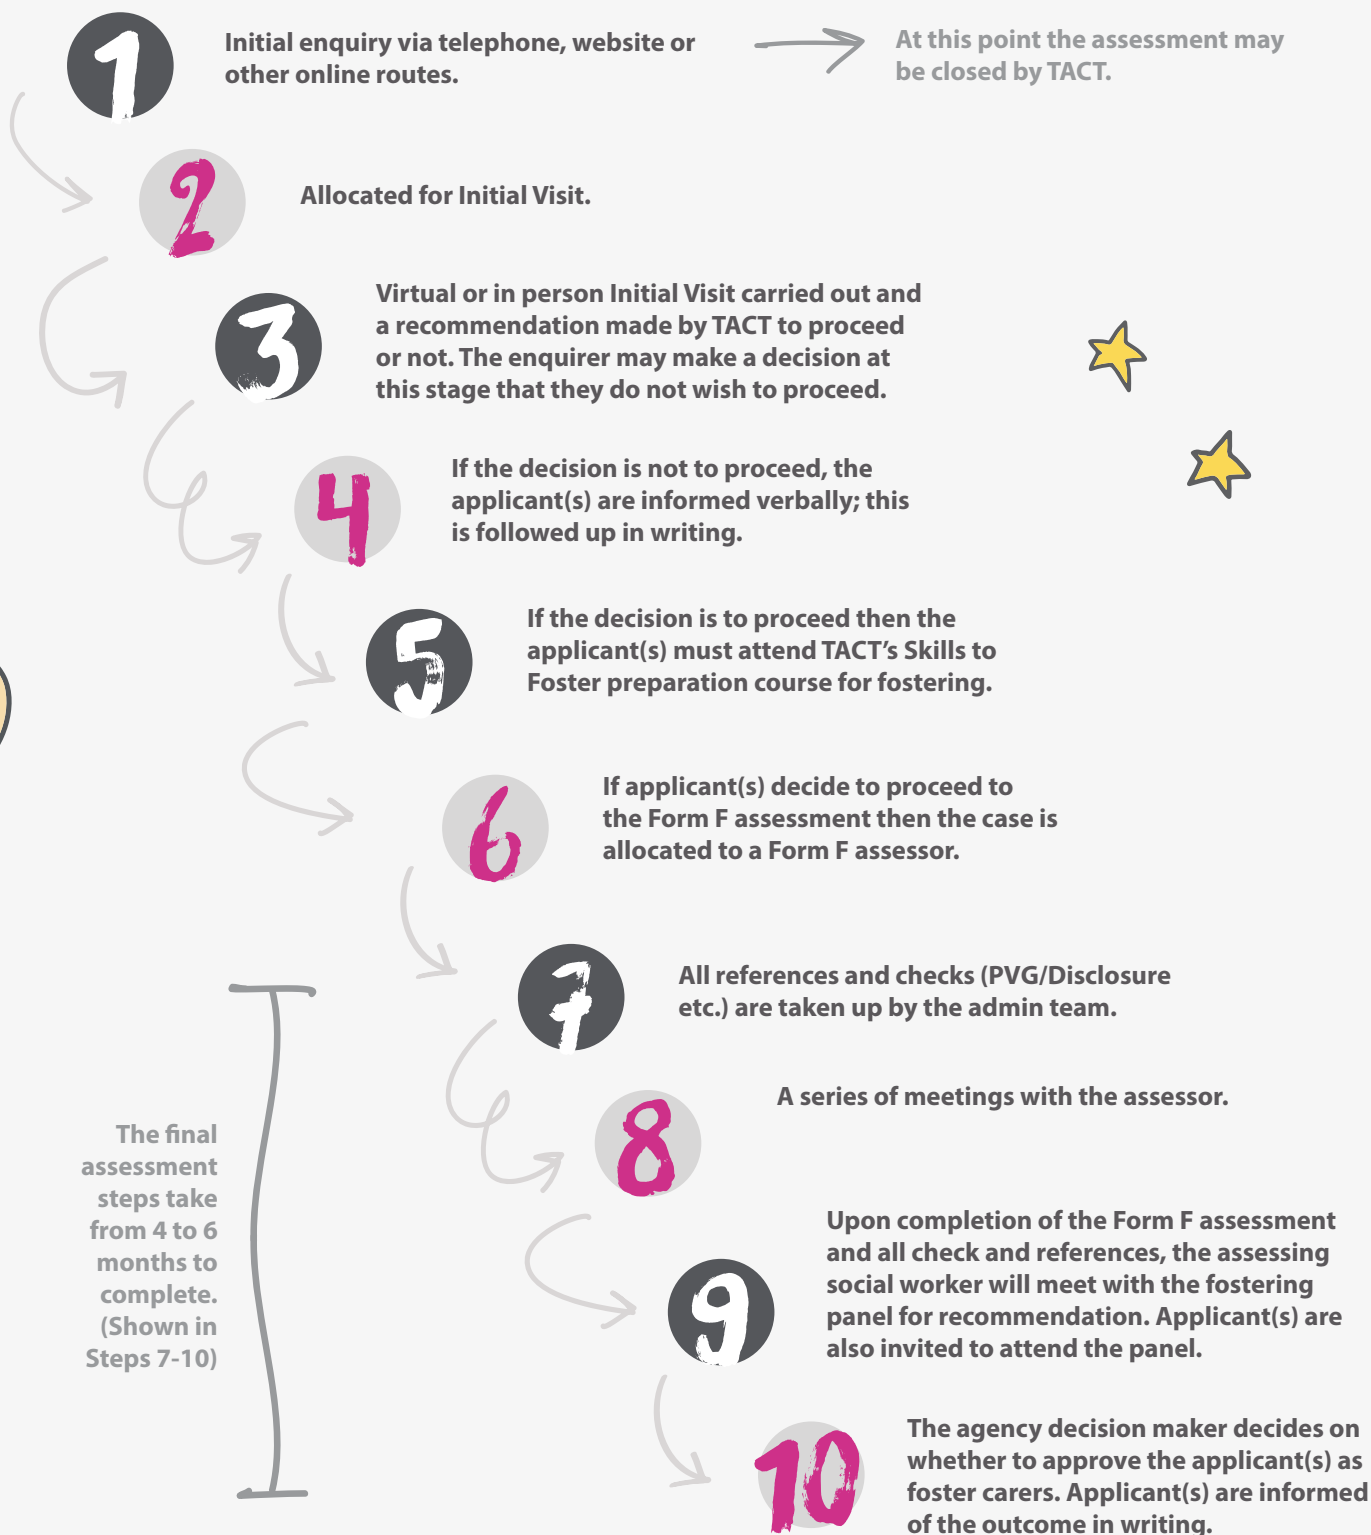 1
Initial enquiry via telephone, website or
other online routes.
At this point the assessment may
be closed by TACT.
2
Allocated for Initial Visit.
3
Virtual or in person Initial Visit carried out and
a recommendation made by TACT to proceed
or not. The enquirer may make a decision at
this stage that they do not wish to proceed.
4
If the decision is not to proceed, the
applicant(s) are informed verbally; this
is followed up in writing.
5
If the decision is to proceed then the
applicant(s) must attend TACT’s Skills to
Foster preparation course for fostering.
6
If applicant(s) decide to proceed to
the Form F assessment then the case is
allocated to a Form F assessor.
7
All references and checks (PVG/Disclosure
etc.) are taken up by the admin team.
8
A series of meetings with the assessor.
The final
assessment
steps take
from 4 to 6
months to
complete.
(Shown in
Steps 7-10)
9
Upon completion of the Form F assessment
and all check and references, the assessing
social worker will meet with the fostering
panel for recommendation. Applicant(s) are
also invited to attend the panel.
10
The agency decision maker decides on
whether to approve the applicant(s) as
foster carers. Applicant(s) are informed
of the outcome in writing.